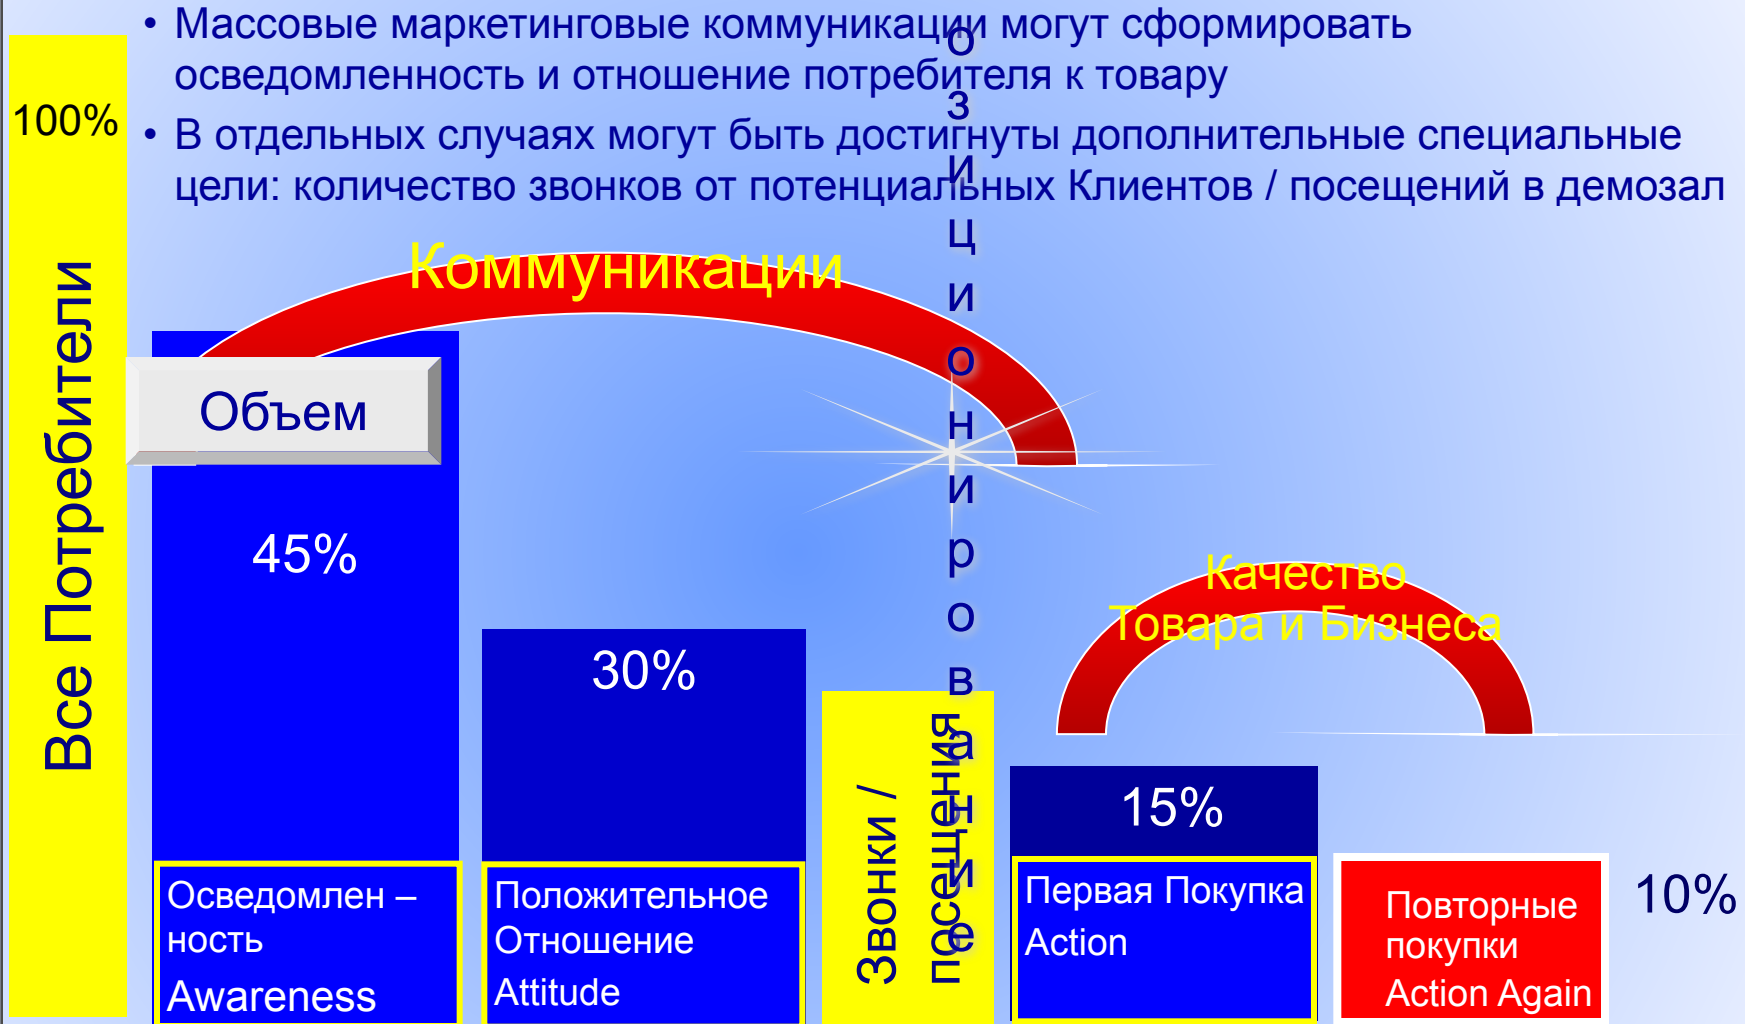 • Массовые маркетинговые коммуникации могут сформировать
осведомленность и отношение потребителя к товару
• В отдельных случаях могут быть достигнуты дополнительные специальные
цели: количество звонков от потенциальных Клиентов / посещений в демозал
100%
Все Потребители
Коммуникации
Объем
45%
30%
озиционирование
Качество
Товара и Бизнеса
Звонки /
посещения
15%
10%
Осведомлен –
ность
Awareness
Положительное
Отношение
Attitude
Первая Покупка
Action
Повторные
покупки
Action Again